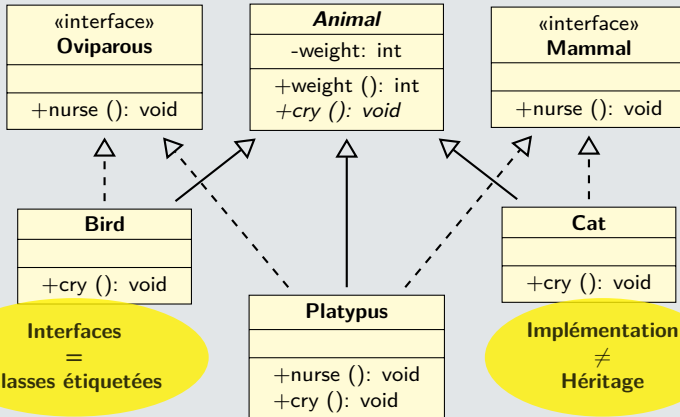 «interface»
Oviparous
+nurse (): void
Animal
-weight: int
+weight (): int
+cry (): void
«interface»
Mammal
+nurse (): void
Bird
+cry (): void
Platypus
+nurse (): void
+cry (): void
Cat
+cry (): void
Interfaces
=
lasses étiquetées
Implémentation
≠
Héritage